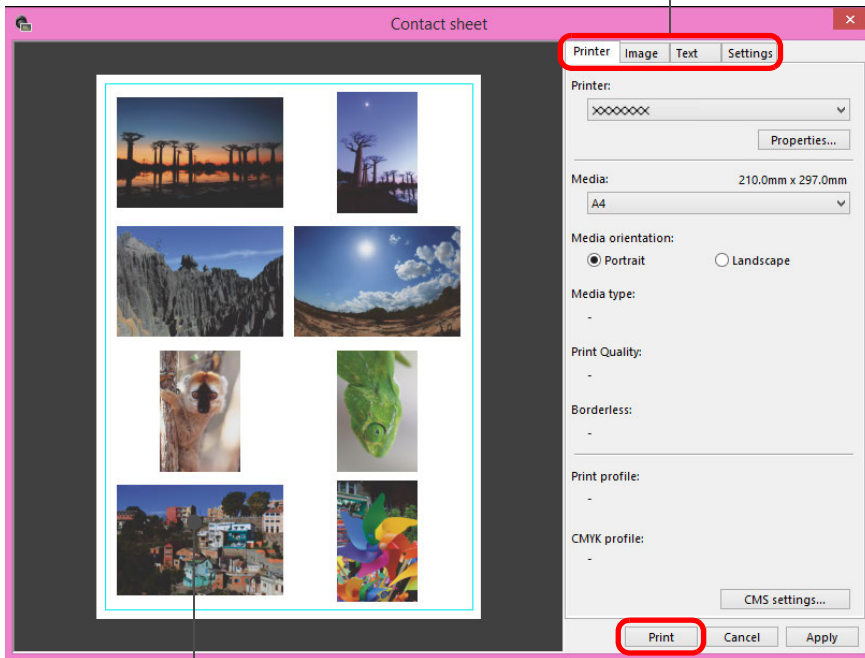 Contact sheet
Printer Image Text Settings
Printer:
XXXXXXX
Properties...
Media: 210.0mm x 297.0mm
A4
Media orientation:
Portrait Landscape
Media type:
-
Print Quality:
-
Borderless:
-
Print profile:
-
CMYK profile:
-
CMS settings...
Print Cancel Apply